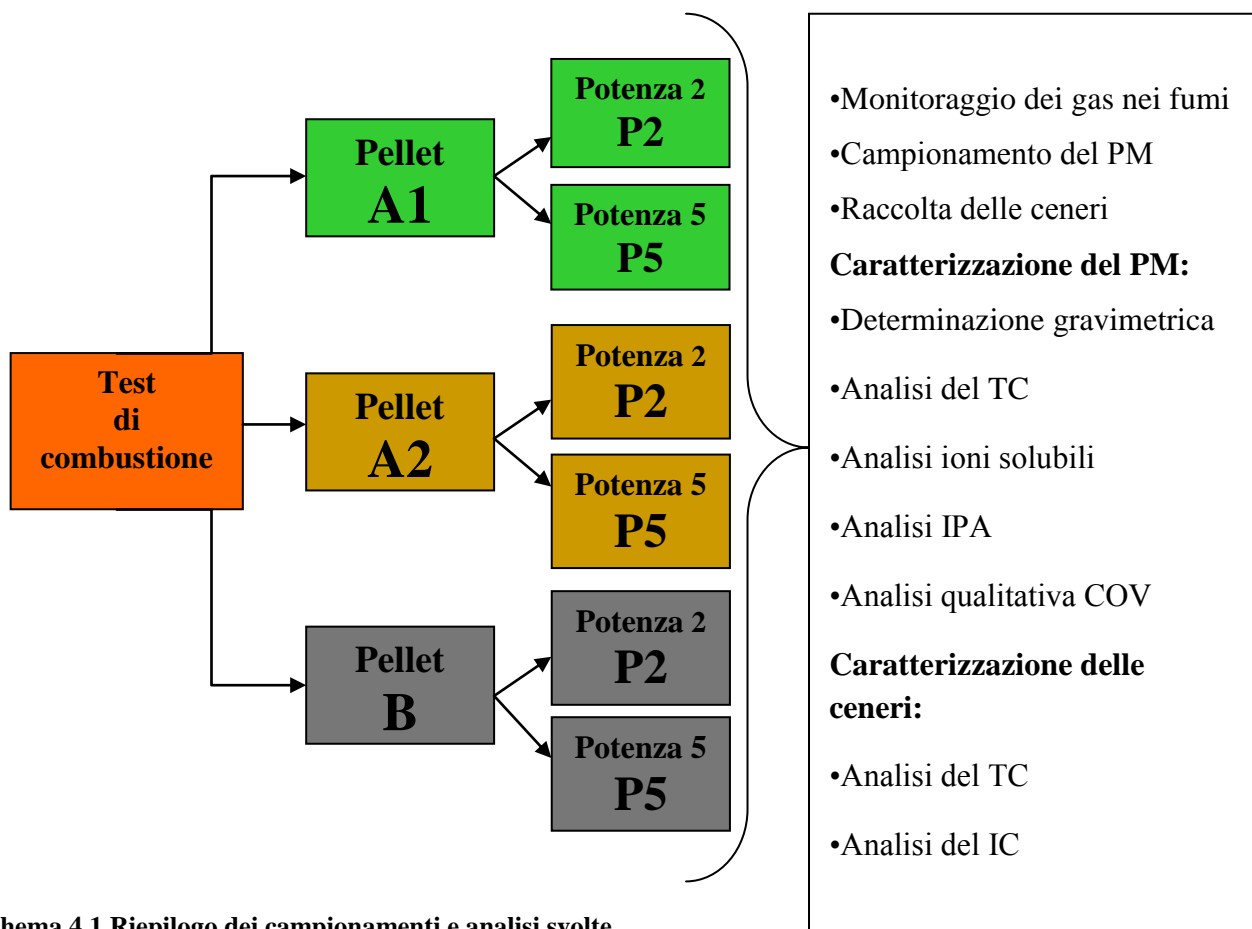 Test
di
combustione
Pellet
A1
Potenza 2
P2
Potenza 5
P5
Pellet
A2
Potenza 2
P2
Potenza 5
P5
Pellet
B
Potenza 2
P2
Potenza 5
P5
•Monitoraggio dei gas nei fumi
•Campionamento del PM
•Raccolta delle ceneri
Caratterizzazione del PM:
•Determinazione gravimetrica
•Analisi del TC
•Analisi ioni solubili
•Analisi IPA
•Analisi qualitativa COV
Caratterizzazione delle
ceneri:
•Analisi del TC
•Analisi del IC
hema 4.1 Riepilogo dei campionamenti e analisi svolte